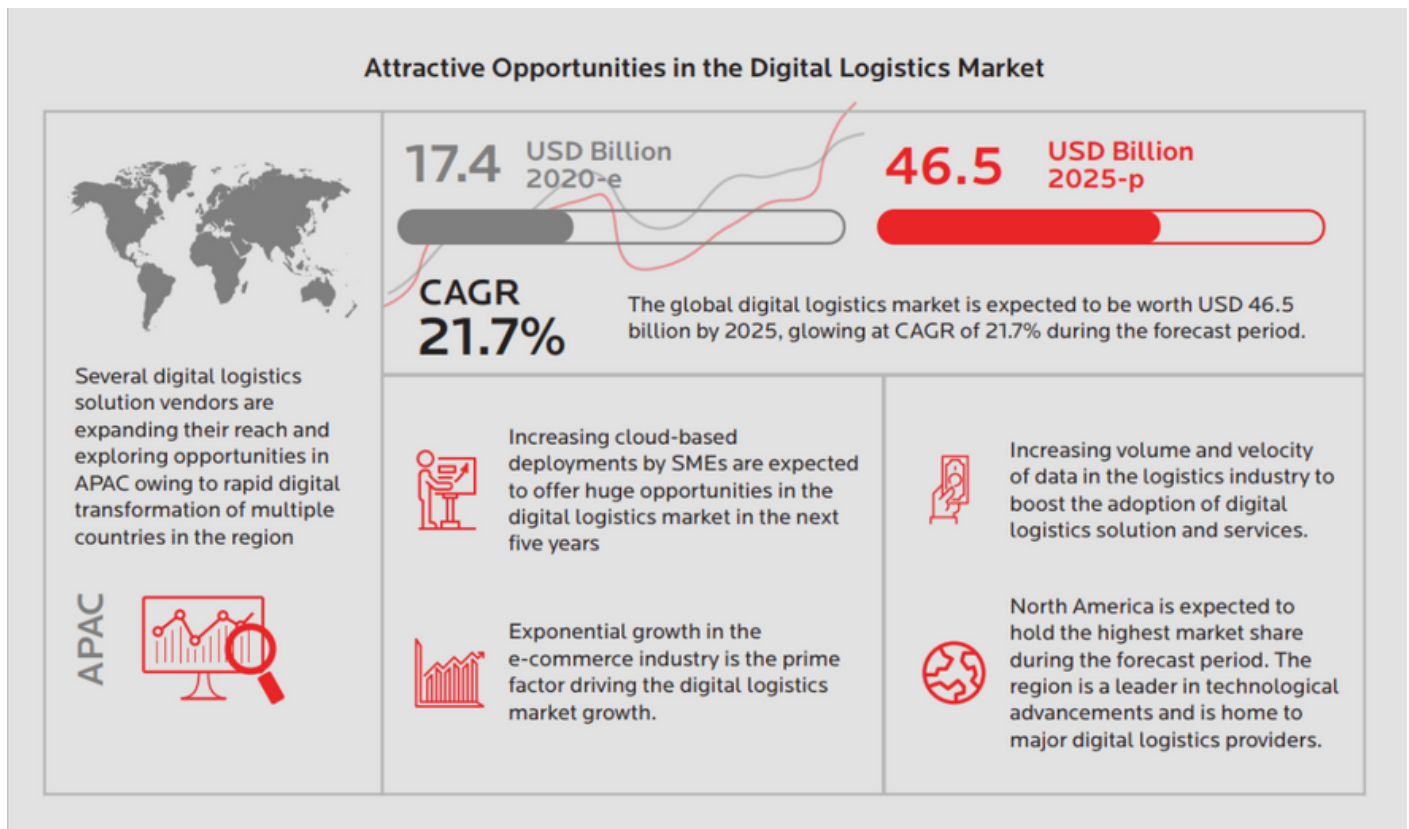 Attractive Opportunities in the Digital Logistics Market
17.4
USD Billion
2020-e
46.5
USD Billion
2025-p
CAGR
21.7%
The global digital logistics market is expected to be worth USD 46.5
billion by 2025, glowing at CAGR of 21.7% during the forecast period.
Several digital logistics
solution vendors are
expanding their reach and
exploring opportunities in
APAC owing to rapid digital
transformation of multiple
countries in the region
APAC
Increasing cloud-based
deployments by SMEs are expected
to offer huge opportunities in the
digital logistics market in the next
five years
Exponential growth in the
e-commerce industry is the prime
factor driving the digital logistics
market growth.
Increasing volume and velocity
of data in the logistics industry to
boost the adoption of digital
logistics solution and services.
North America is expected to
hold the highest market share
during the forecast period. The
region is a leader in technological
advancements and is home to
major digital logistics providers.